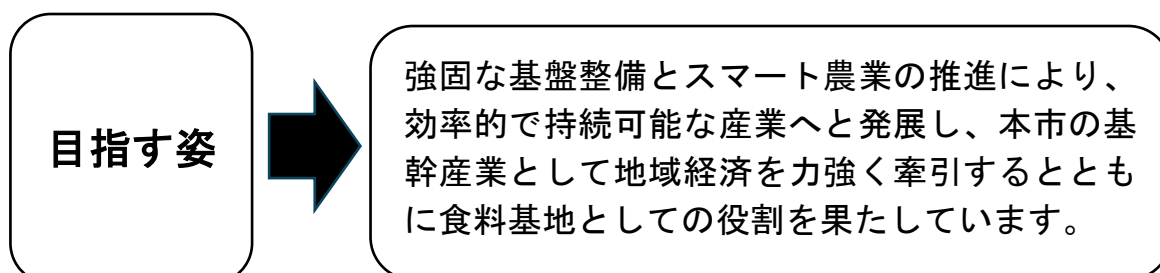 目指す姿
強固な基盤整備とスマート農業の推進により、
効率的で持続可能な産業へと発展し、本市の基
幹産業として地域経済を力強く牽引するととも
に食料基地としての役割を果たしています。